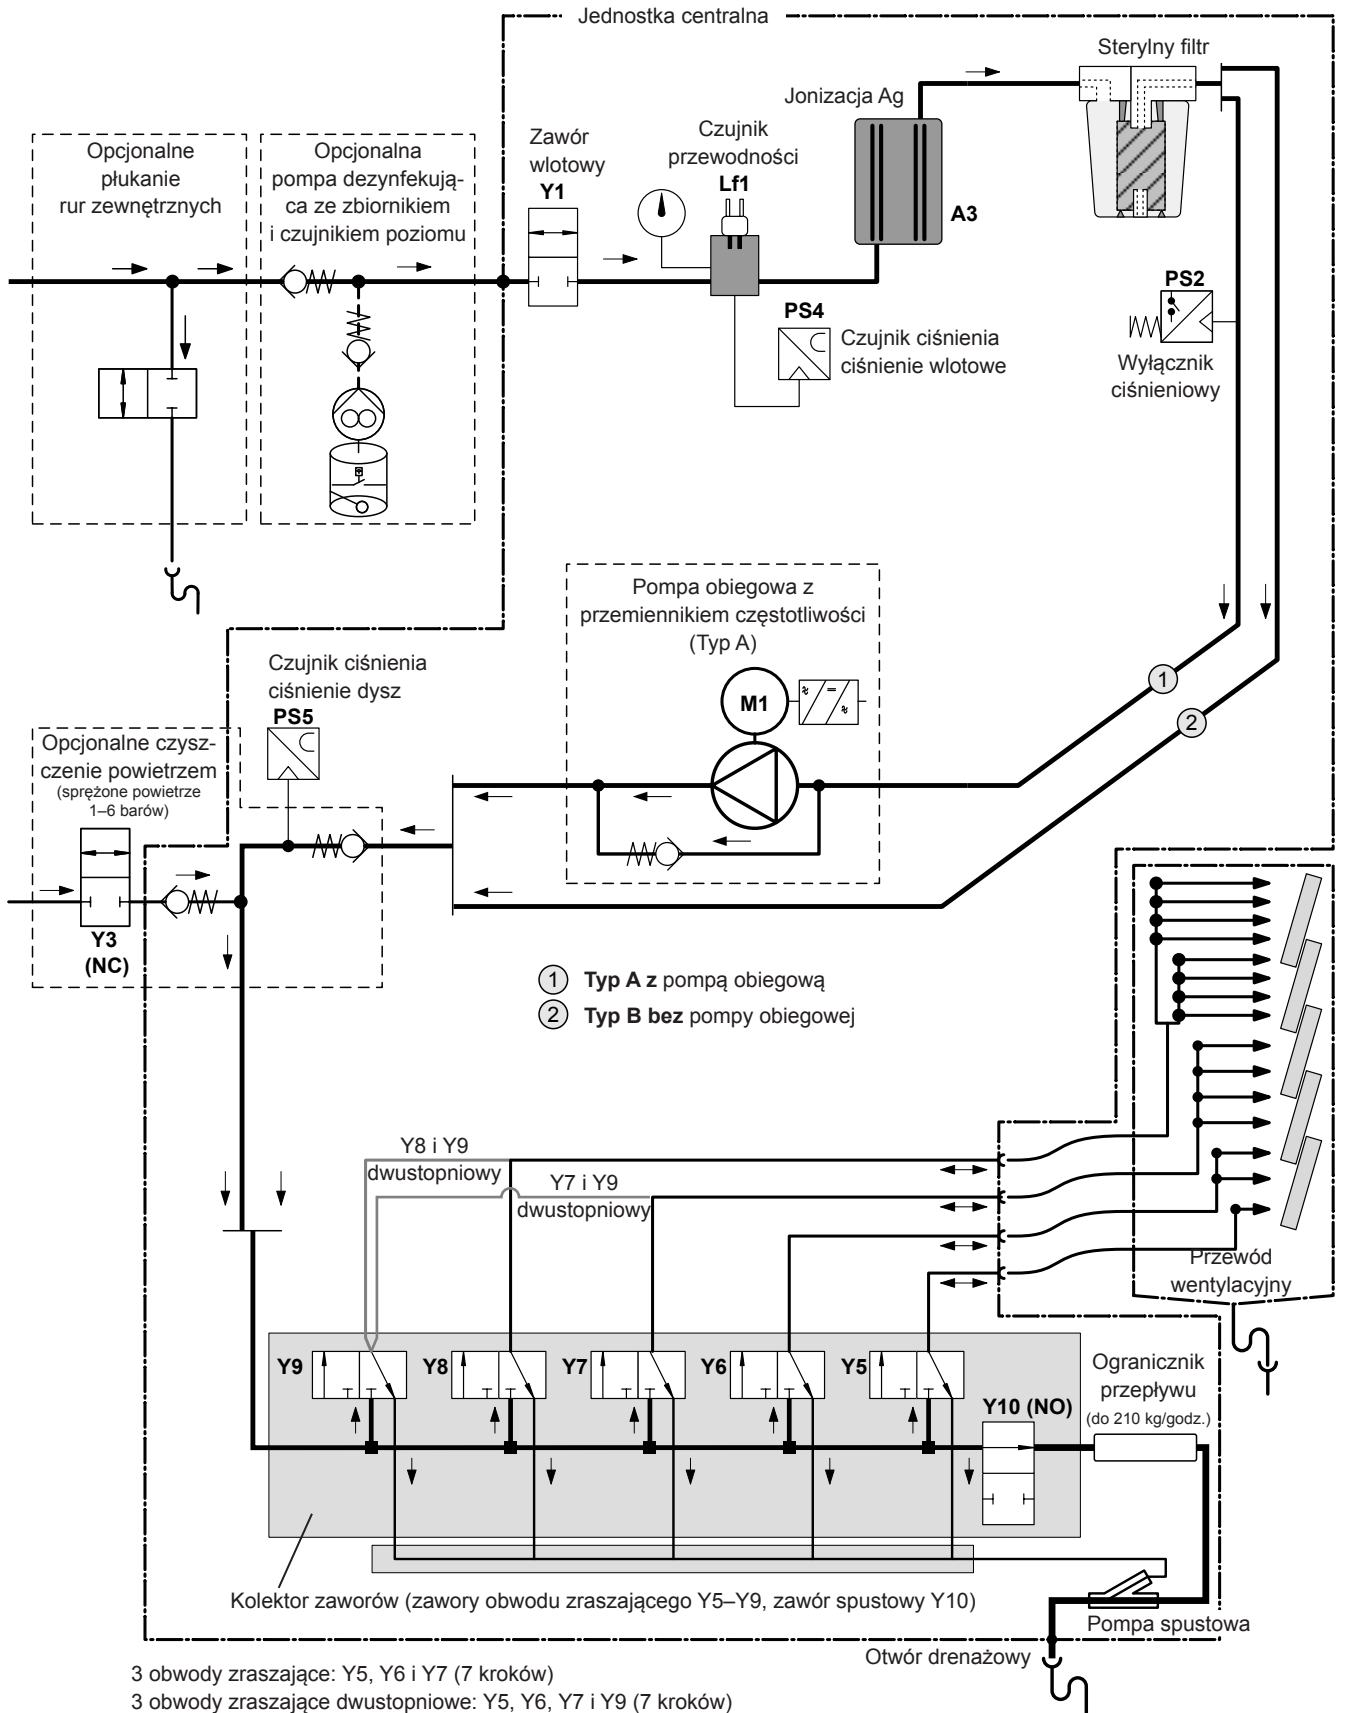 Jednostka centralna
Sterylny filtr
Jonizacja Ag
A3
Opcjonalne
płukanie
rur zewnętrznych
Opcjonalna
pompa dezynfekują-
ca ze zbiornikiem
i czujnikiem poziomu
Zawór
wlotowy
Y1
Czujnik
przewodności
Lf1
PS4
Czujnik ciśnienia
ciśnienie wlotowe
PS2
Wyłącznik
ciśnieniowy
Pompa obiegowa z
przemiennikiem częstotliwości
(Typ A)
M1
1
2
Czujnik ciśnienia
ciśnienie dysz
PS5
Opcjonalne czysz-
czenie powietrzem
(sprężone powietrze
1–6 barów)
Y3
(NC)
1 Typ A z pompą obiegową
2 Typ B bez pompy obiegowej
Y8 i Y9
dwustopniowy
Y7 i Y9
dwustopniowy
Przewód
wentylacyjny
Y9
Y8
Y7
Y6
Y5
Y10 (NO)
Ogranicznik
przepływu
(do 210 kg/godz.)
Kolektor zaworów (zawory obwodu zraszającego Y5–Y9, zawór spustowy Y10)
Pompa spustowa
Otwór drenażowy
3 obwody zraszające: Y5, Y6 i Y7 (7 kroków)
3 obwody zraszające dwustopniowe: Y5, Y6, Y7 i Y9 (7 kroków)